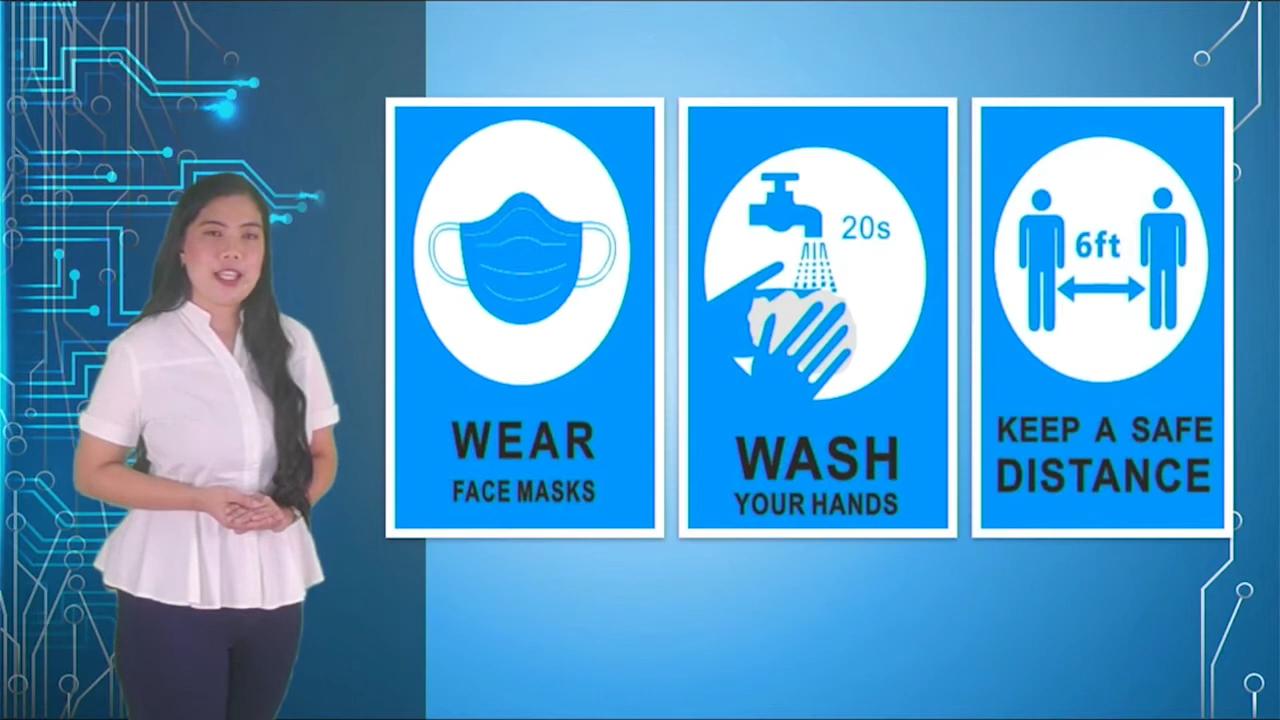 WEAR
FACE MASKS
20s
WASH
YOUR HANDS
6ft
KEEP A SAFE
DISTANCE